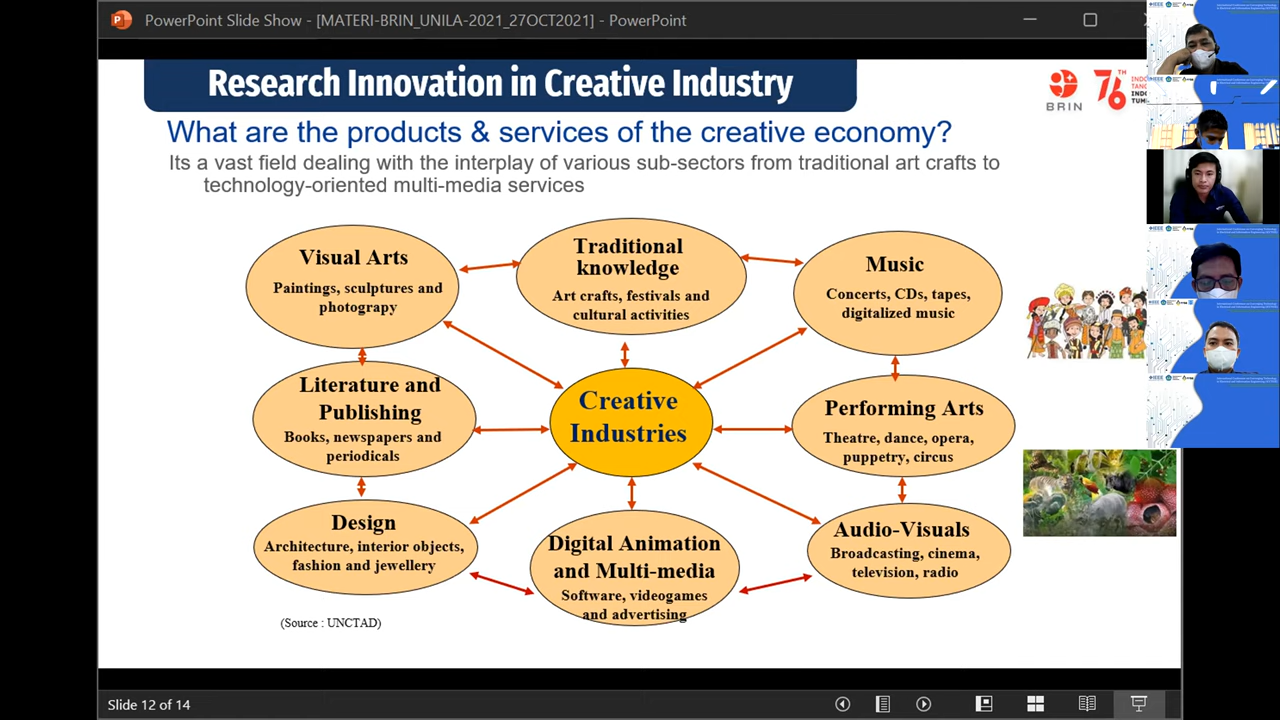 PowerPoint Slide Show - [MATERI-BRIN_UNILA-2021_27OCT2021] - PowerPoint
Research Innovation in Creative Industry
BRIN
76TH
What are the products & services of the creative economy?
Its a vast field dealing with the interplay of various sub-sectors from traditional art crafts to
technology-oriented multi-media services
Visual Arts
Paintings, sculptures and
photograpy
Traditional
knowledge
Art crafts, festivals and
cultural activities
Music
Concerts, CDs, tapes,
digitalized music
Literature and
Publishing
Books, newspapers and
periodicals
Creative
Industries
Performing Arts
Theatre, dance, opera,
puppetry, circus
Design
Architecture, interior objects,
fashion and jewellery
Digital Animation
and Multi-media
Software, videogames
and advertising
Audio-Visuals
Broadcasting, cinema,
television, radio
(Source : UNCTAD)
Slide 12 of 14